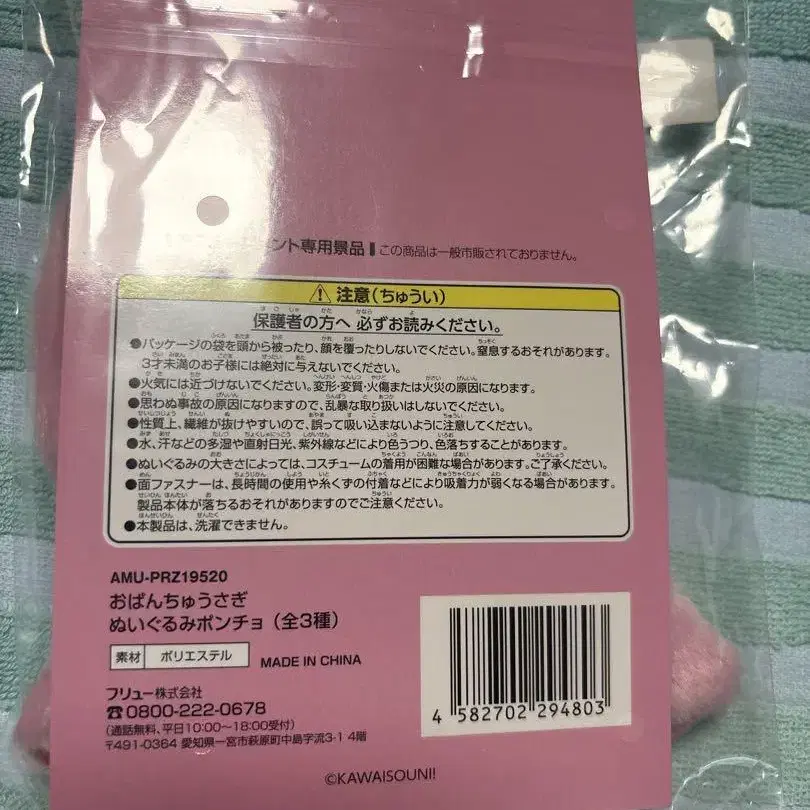 ント専用景品 この商品は一般市販されておりません。
注意(ちゅうい)
保護者の方へ 必ずお読みください。
●パッケージの袋を頭から被ったり、顔を覆ったりしないでください。窒息するおそれがあります。
3才未満のお子様には絶対に与えないでください。
●火気には近づけないでください。変形・変質・火傷または火災の原因になります。
●思わぬ事故の原因になりますので、乱暴な取り扱いはしないでください。
●性質上、繊維が抜けやすいので、誤って吸い込まないように注意してください。
●水、汗などの多湿や直射日光、紫外線などにより色うつり、色落ちすることがあります。
●ぬいぐるみの大きさによっては、コスチュームの着用が困難な場合があります。ご了承ください。
●面ファスナーは、長時間の使用や糸くずの付着などにより吸着力が弱くなる場合があります。
製品本体が落ちるおそれがありますのでご注意ください。
●本製品は、洗濯できません。
AMU-PRZ19520
おぱんちゅうさぎ
ぬいぐるみポンチョ(全3種)
素材 ポリエステル MADE IN CHINA
フリュー株式会社
☎0800-222-0678
(通話無料、平日10:00～18:00受付)
〒491-0364 愛知県一宮市萩原町中島字流3-1 4階
4 582702 294803
©KAWAISOUNI!